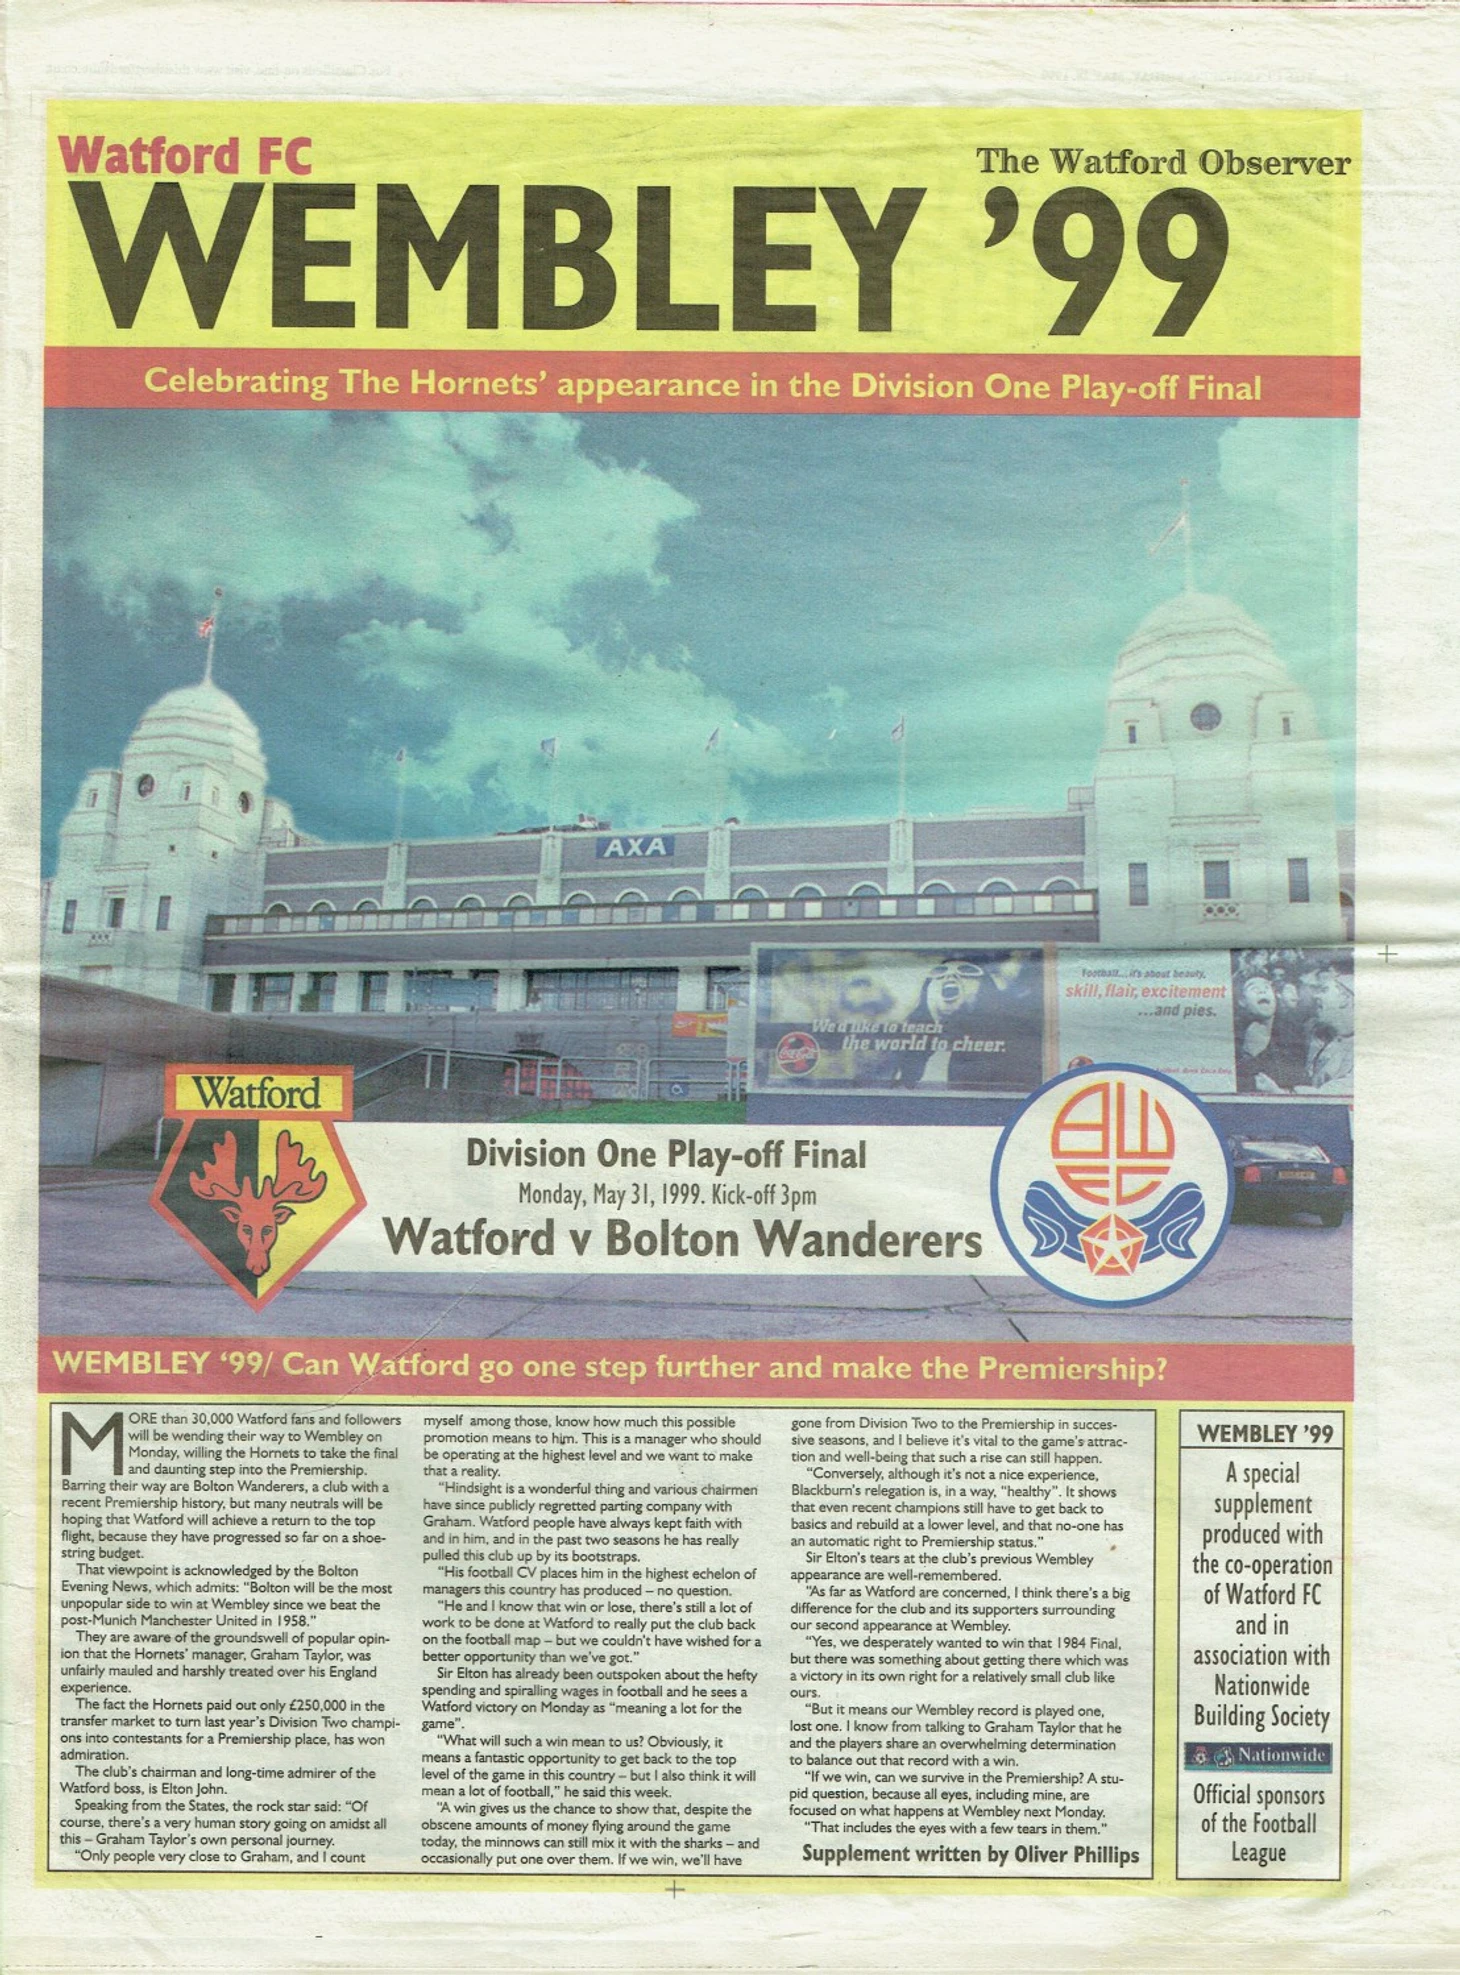 Watford FC
The Watford Observer
WEMBLEY ’99
Celebrating The Hornets’ appearance in the Division One Play-off Final
AXA
We'd like to teach
the world to cheer.
Coca-Cola
Football...it's about beauty,
skill, flair, excitement
...and pies.
Watford
BWFC
Division One Play-off Final
Monday, May 31, 1999. Kick-off 3pm
Watford v Bolton Wanderers
WEMBLEY ‘99/ Can Watford go one step further and make the Premiership?
MORE than 30,000 Watford fans and followers
will be wending their way to Wembley on
Monday, willing the Hornets to take the final
and daunting step into the Premiership.
Barring their way are Bolton Wanderers, a club with a
recent Premiership history, but many neutrals will be
hoping that Watford will achieve a return to the top
flight, because they have progressed so far on a shoe-
string budget.
That viewpoint is acknowledged by the Bolton
Evening News, which admits: “Bolton will be the most
unpopular side to win at Wembley since we beat the
post-Munich Manchester United in 1958.”
They are aware of the groundswell of popular opin-
ion that the Hornets’ manager, Graham Taylor, was
unfairly mauled and harshly treated over his England
experience.
The fact the Hornets paid out only £250,000 in the
transfer market to turn last year’s Division Two champi-
ons into contestants for a Premiership place, has won
admiration.
The club’s chairman and long-time admirer of the
Watford boss, is Elton John.
Speaking from the States, the rock star said: “Of
course, there’s a very human story going on amidst all
this – Graham Taylor’s own personal journey.
“Only people very close to Graham, and I count
myself among those, know how much this possible
promotion means to him. This is a manager who should
be operating at the highest level and we want to make
that a reality.
“Hindsight is a wonderful thing and various chairmen
have since publicly regretted parting company with
Graham. Watford people have always kept faith with
and in him, and in the past two seasons he has really
pulled this club up by its bootstraps.
“His football CV places him in the highest echelon of
managers this country has produced – no question.
“He and I know that win or lose, there’s still a lot of
work to be done at Watford to really put the club back
on the football map – but we couldn’t have wished for a
better opportunity than we’ve got.”
Sir Elton has already been outspoken about the hefty
spending and spiralling wages in football and he sees a
Watford victory on Monday as “meaning a lot for the
game”.
“What will such a win mean to us? Obviously, it
means a fantastic opportunity to get back to the top
level of the game in this country – but I also think it will
mean a lot of football,” he said this week.
“A win gives us the chance to show that, despite the
obscene amounts of money flying around the game
today, the minnows can still mix it with the sharks – and
occasionally put one over them. If we win, we’ll have
gone from Division Two to the Premiership in succes-
sive seasons, and I believe it’s vital to the game’s attrac-
tion and well-being that such a rise can still happen.
“Conversely, although it’s not a nice experience,
Blackburn’s relegation is, in a way, “healthy”. It shows
that even recent champions still have to get back to
basics and rebuild at a lower level, and that no-one has
an automatic right to Premiership status.”
Sir Elton’s tears at the club’s previous Wembley
appearance are well-remembered.
“As far as Watford are concerned, I think there’s a big
difference for the club and its supporters surrounding
our second appearance at Wembley.
“Yes, we desperately wanted to win that 1984 Final,
but there was something about getting there which was
a victory in its own right for a relatively small club like
ours.
“But it means our Wembley record is played one,
lost one. I know from talking to Graham Taylor that he
and the players share an overwhelming determination
to balance out that record with a win.
“If we win, can we survive in the Premiership? A stu-
pid question, because all eyes, including mine, are
focused on what happens at Wembley next Monday.
“That includes the eyes with a few tears in them.”
Supplement written by Oliver Phillips
WEMBLEY ’99
A special
supplement
produced with
the co-operation
of Watford FC
and in
association with
Nationwide
Building Society
Nationwide
Official sponsors
of the Football
League